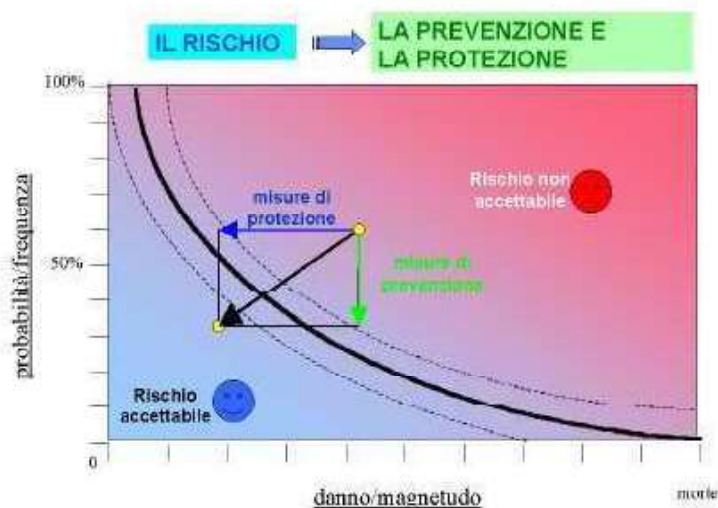 IL RISCHIO
LA PREVENZIONE E
LA PROTEZIONE
100%
50%
0
probabilità/frequenza
misure di
protezione
misure di
prevenzione
Rischio non
accettabile
Rischio
accettabile
danno/magnetudo
morte